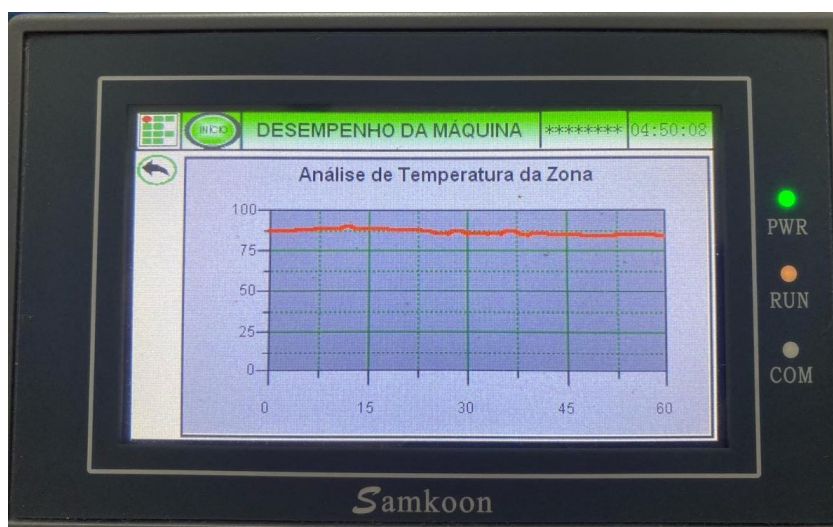 INÍCIO DESEMPENHO DA MÁQUINA ******** 04:50:08
Análise de Temperatura da Zona
100
75
50
25
0
0 15 30 45 60
PWR
RUN
COM
Samkoon